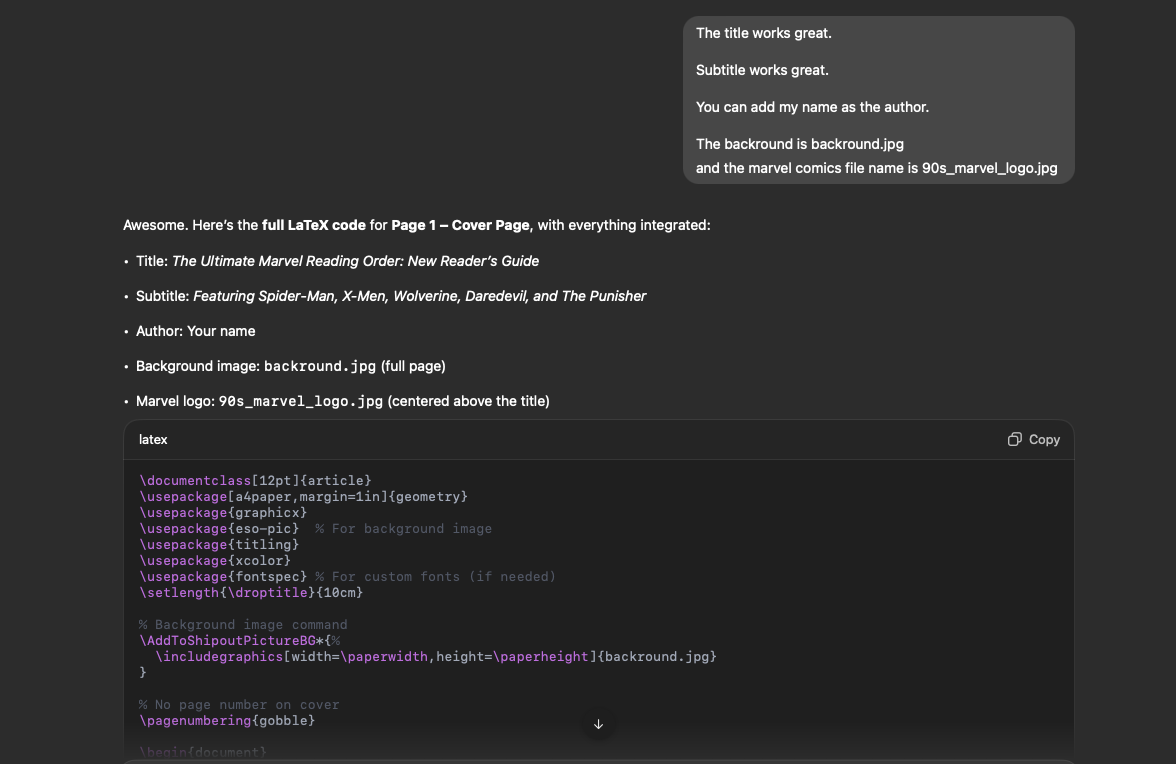 The title works great.
Subtitle works great.
You can add my name as the author.
The backround is backround.jpg
and the marvel comics file name is 90s_marvel_logo.jpg
Awesome. Here’s the full LaTeX code for Page 1 – Cover Page, with everything integrated:
• Title: The Ultimate Marvel Reading Order: New Reader’s Guide
• Subtitle: Featuring Spider-Man, X-Men, Wolverine, Daredevil, and The Punisher
• Author: Your name
• Background image: backround.jpg (full page)
• Marvel logo: 90s_marvel_logo.jpg (centered above the title)
latex Copy
\documentclass[12pt]{article}
\usepackage[a4paper,margin=1in]{geometry}
\usepackage{graphicx}
\usepackage{eso-pic}  % For background image
\usepackage{titling}
\usepackage{xcolor}
\usepackage{fontspec} % For custom fonts (if needed)
\setlength{\droptitle}{10cm}
% Background image command
\AddToShipoutPictureBG*{%
  \includegraphics[width=\paperwidth,height=\paperheight]{backround.jpg}
}
% No page number on cover
\pagenumbering{gobble}
\begin{document}